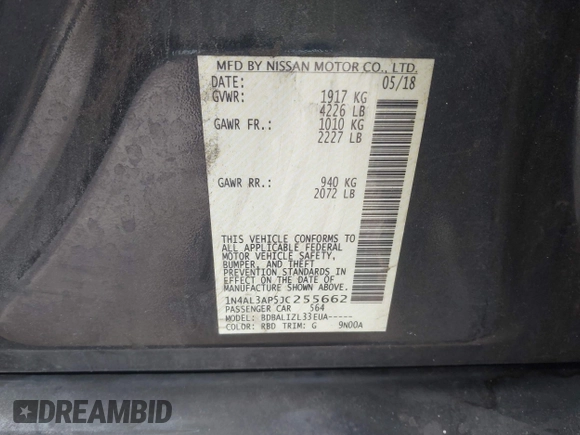 MFD BY NISSAN MOTOR CO., LTD.
DATE: 05/18
GVWR: 1917 KG
4226 LB
GAWR FR.: 1010 KG
2227 LB
GAWR RR.: 940 KG
2072 LB
THIS VEHICLE CONFORMS TO
ALL APPLICABLE FEDERAL
MOTOR VEHICLE SAFETY,
BUMPER, AND THEFT
PREVENTION STANDARDS IN
EFFECT ON THE DATE OF
MANUFACTURE SHOWN ABOVE.
1N4AL3AP5JC255662
PASSENGER CAR 564
MODEL: BDBALIZL33EUA-----
COLOR: RBD TRIM: G 9N00A
DREAMBID